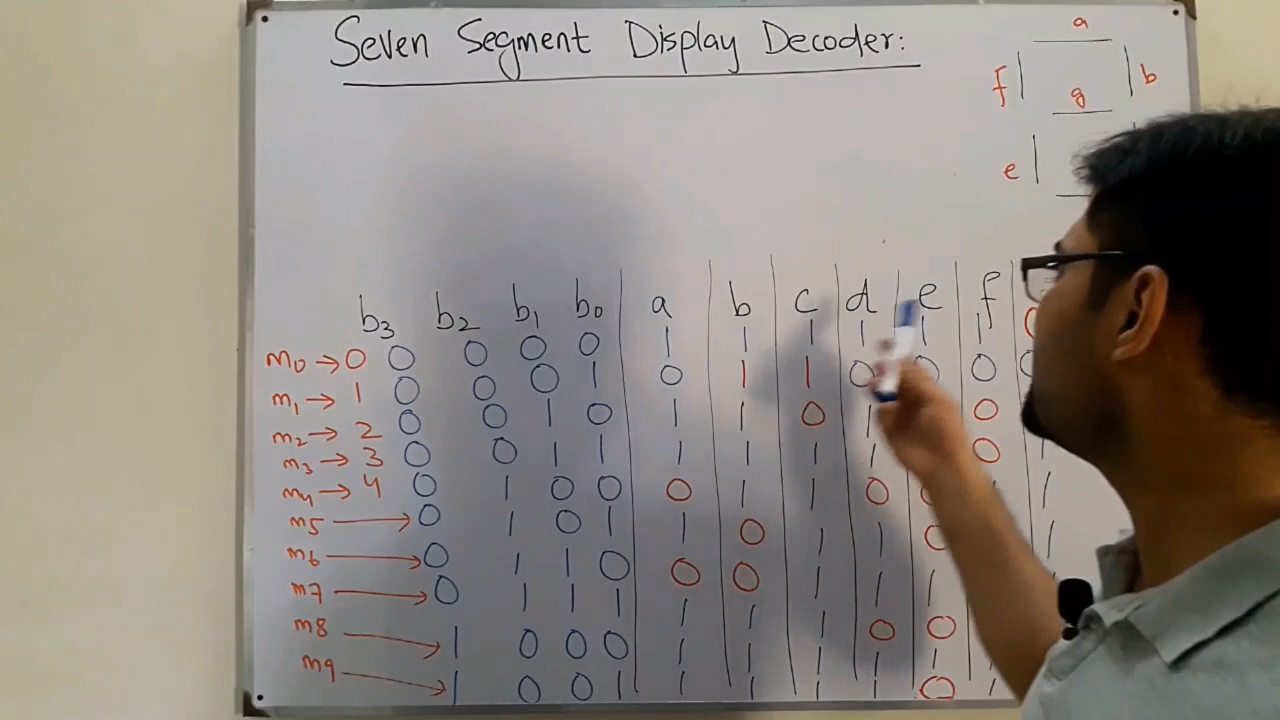 Seven Segment Display Decoder:
a
f b
g
e
b3 b2 b1 b0 a b c d e f
m0 → 0 0 0 0 0 1 1 1 1 1 1
m1 → 1 0 0 0 1 0 1 1 0 0 0
m2 → 2 0 0 1 0 1 1 0 1 0
m3 → 3 0 0 1 1 1 1 1 1 0
m4 → 4 0 1 0 0 0 1 1 0 0 1 1
m5 → 0 1 0 1 1 0 1 1 0 1
m6 → 0 1 1 0 0 0 1 1 1 1
m7 → 0 1 1 1 1 1 1 0 0
m8 → 1 0 0 0 1 1 1 1 1
m9 → 1 0 0 1 1 1 1 1 0 1